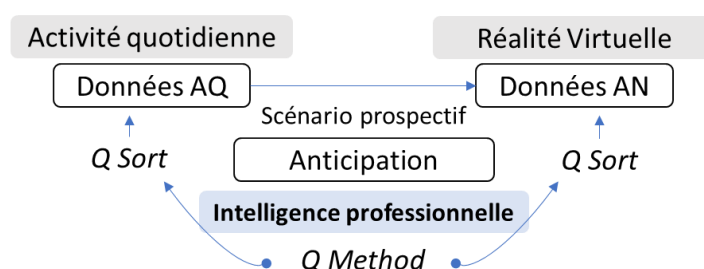 Activité quotidienne
Réalité Virtuelle
Données AQ
Données AN
Scénario prospectif
Q Sort
Anticipation
Q Sort
Intelligence professionnelle
Q Method